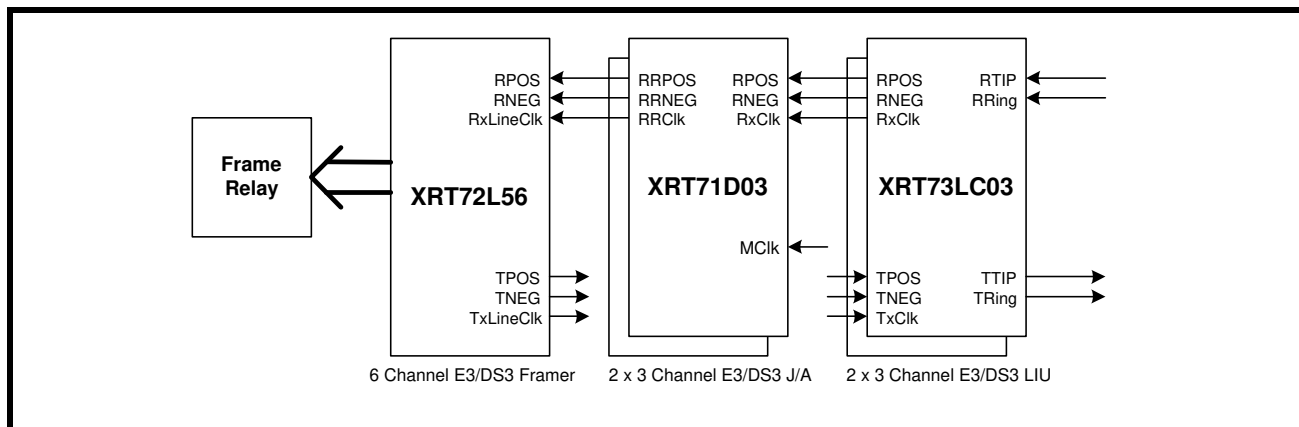 Frame
Relay
RPOS
RNEG
RxLineClk
XRT72L56
TPOS
TNEG
TxLineClk
6 Channel E3/DS3 Framer
RRPOS
RRNEG
RRClk
RPOS
RNEG
RxClk
XRT71D03
MClk
2 x 3 Channel E3/DS3 J/A
RPOS
RNEG
RxClk
RTIP
RRing
XRT73LC03
TPOS
TNEG
TxClk
TTIP
TRing
2 x 3 Channel E3/DS3 LIU